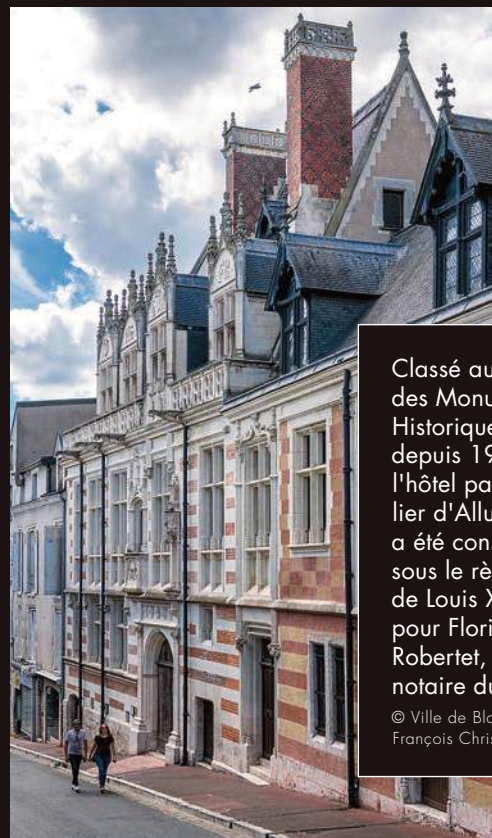 Classé au
des Monu
Historique
depuis 19
l'hôtel pa
lier d'Allu
a été con
sous le rè
de Louis X
pour Flori
Robertet,
notaire du
© Ville de Blo
François Chris